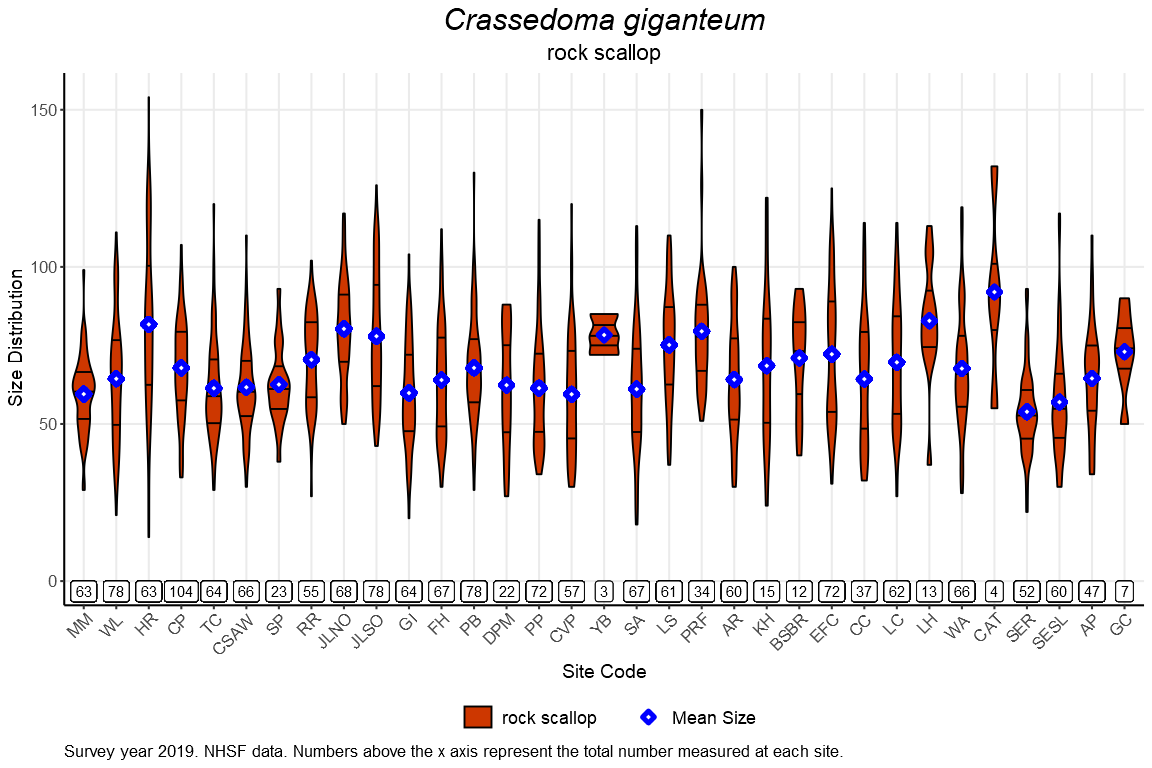 Crassedoma giganteum
rock scallop
Size Distribution
150
100
50
0
63 78 63 104 64 66 23 55 68 78 64 67 78 22 72 57 3 67 61 34 60 15 12 72 37 62 13 66 4 52 60 47 7
MM WL HR CP TC CSAW SP RR JLNO JLSO GI FH PB DPM PP CVP YB SA LS PRF AR KH BSBR EFC CC LC LH WA CAT SER SESL AP GC
Site Code
rock scallop Mean Size
Survey year 2019. NHSF data. Numbers above the x axis represent the total number measured at each site.